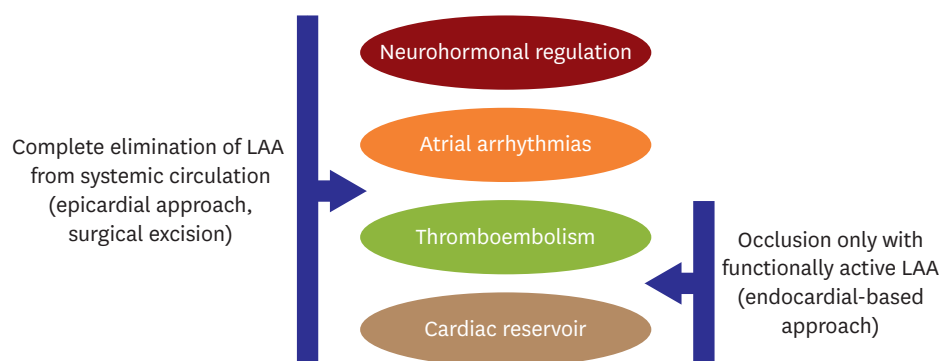 Complete elimination of LAA
from systemic circulation
(epicardial approach,
surgical excision)
Neurohormonal regulation
Atrial arrhythmias
Thromboembolism
Cardiac reservoir
Occlusion only with
functionally active LAA
(endocardial-based
approach)